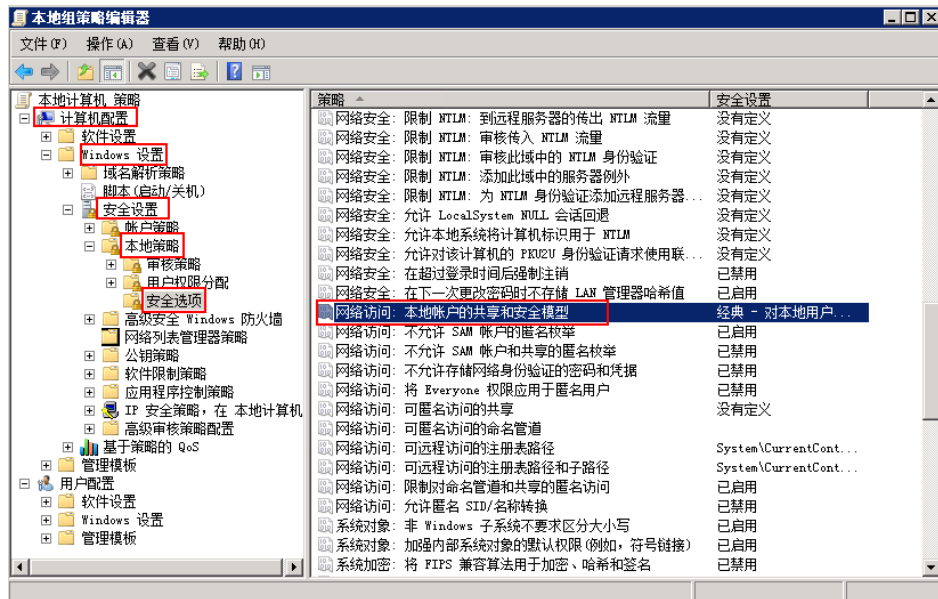 本地组策略编辑器
文件(F) 操作(A) 查看(V) 帮助(H)
本地计算机 策略
计算机配置
软件设置
Windows 设置
域名解析策略
脚本(启动/关机)
安全设置
帐户策略
本地策略
审核策略
用户权限分配
安全选项
高级安全 Windows 防火墙
网络列表管理器策略
公钥策略
软件限制策略
应用程序控制策略
IP 安全策略，在 本地计算机
高级审核策略配置
基于策略的 QoS
管理模板
用户配置
软件设置
Windows 设置
管理模板
策略 安全设置
网络安全: 限制 NTLM: 到远程服务器的传出 NTLM 流量 没有定义
网络安全: 限制 NTLM: 审核传入 NTLM 流量 没有定义
网络安全: 限制 NTLM: 审核此域中的 NTLM 身份验证 没有定义
网络安全: 限制 NTLM: 添加此域中的服务器例外 没有定义
网络安全: 限制 NTLM: 为 NTLM 身份验证添加远程服务器... 没有定义
网络安全: 允许 LocalSystem NULL 会话回退 没有定义
网络安全: 允许本地系统将计算机标识用于 NTLM 没有定义
网络安全: 允许对该计算机的 PKU2U 身份验证请求使用联... 没有定义
网络安全: 在超过登录时间后强制注销 已禁用
网络安全: 在下一次更改密码时不存储 LAN 管理器哈希值 已启用
网络访问: 本地帐户的共享和安全模型 经典 - 对本地用户...
网络访问: 不允许 SAM 帐户的匿名枚举 已启用
网络访问: 不允许 SAM 帐户和共享的匿名枚举 已禁用
网络访问: 不允许存储网络身份验证的密码和凭据 已禁用
网络访问: 将 Everyone 权限应用于匿名用户 已禁用
网络访问: 可匿名访问的共享 没有定义
网络访问: 可匿名访问的命名管道
网络访问: 可远程访问的注册表路径 System\CurrentCont...
网络访问: 可远程访问的注册表路径和子路径 System\CurrentCont...
网络访问: 限制对命名管道和共享的匿名访问 已启用
网络访问: 允许匿名 SID/名称转换 已禁用
系统对象: 非 Windows 子系统不要求区分大小写 已启用
系统对象: 加强内部系统对象的默认权限(例如，符号链接) 已启用
系统加密: 将 FIPS 兼容算法用于加密、哈希和签名 已禁用